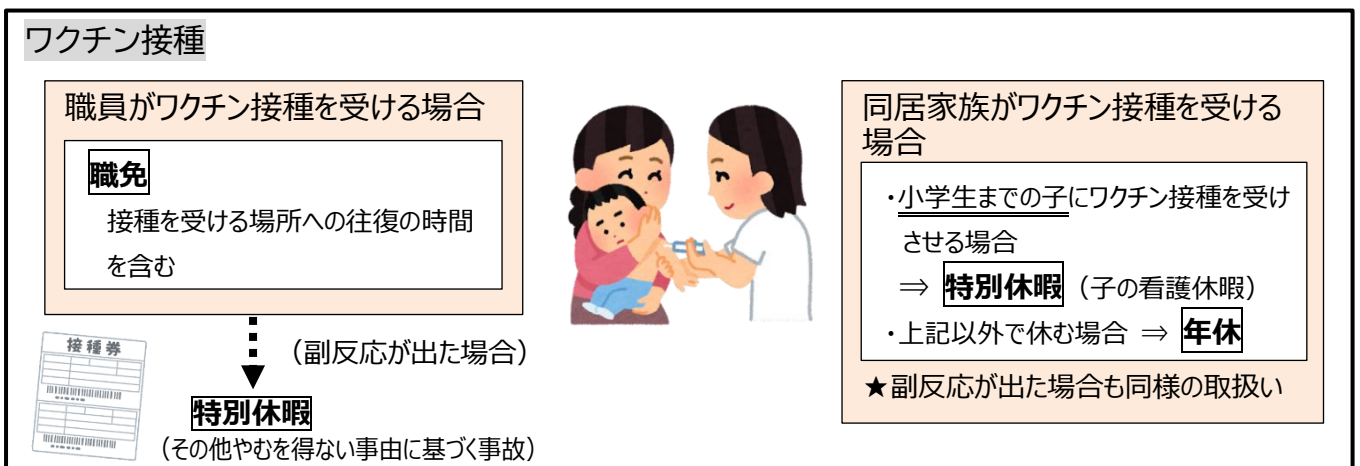 ワクチン接種
職員がワクチン接種を受ける場合
職免
接種を受ける場所への往復の時間
を含む
(副反応が出た場合)
接種券
特別休暇
(その他やむを得ない事由に基づく事故)
同居家族がワクチン接種を受ける
場合
・小学生までの子にワクチン接種を受け
させる場合
⇒ 特別休暇 (子の看護休暇)
・上記以外で休む場合 ⇒ 年休
★副反応が出た場合も同様の取扱い